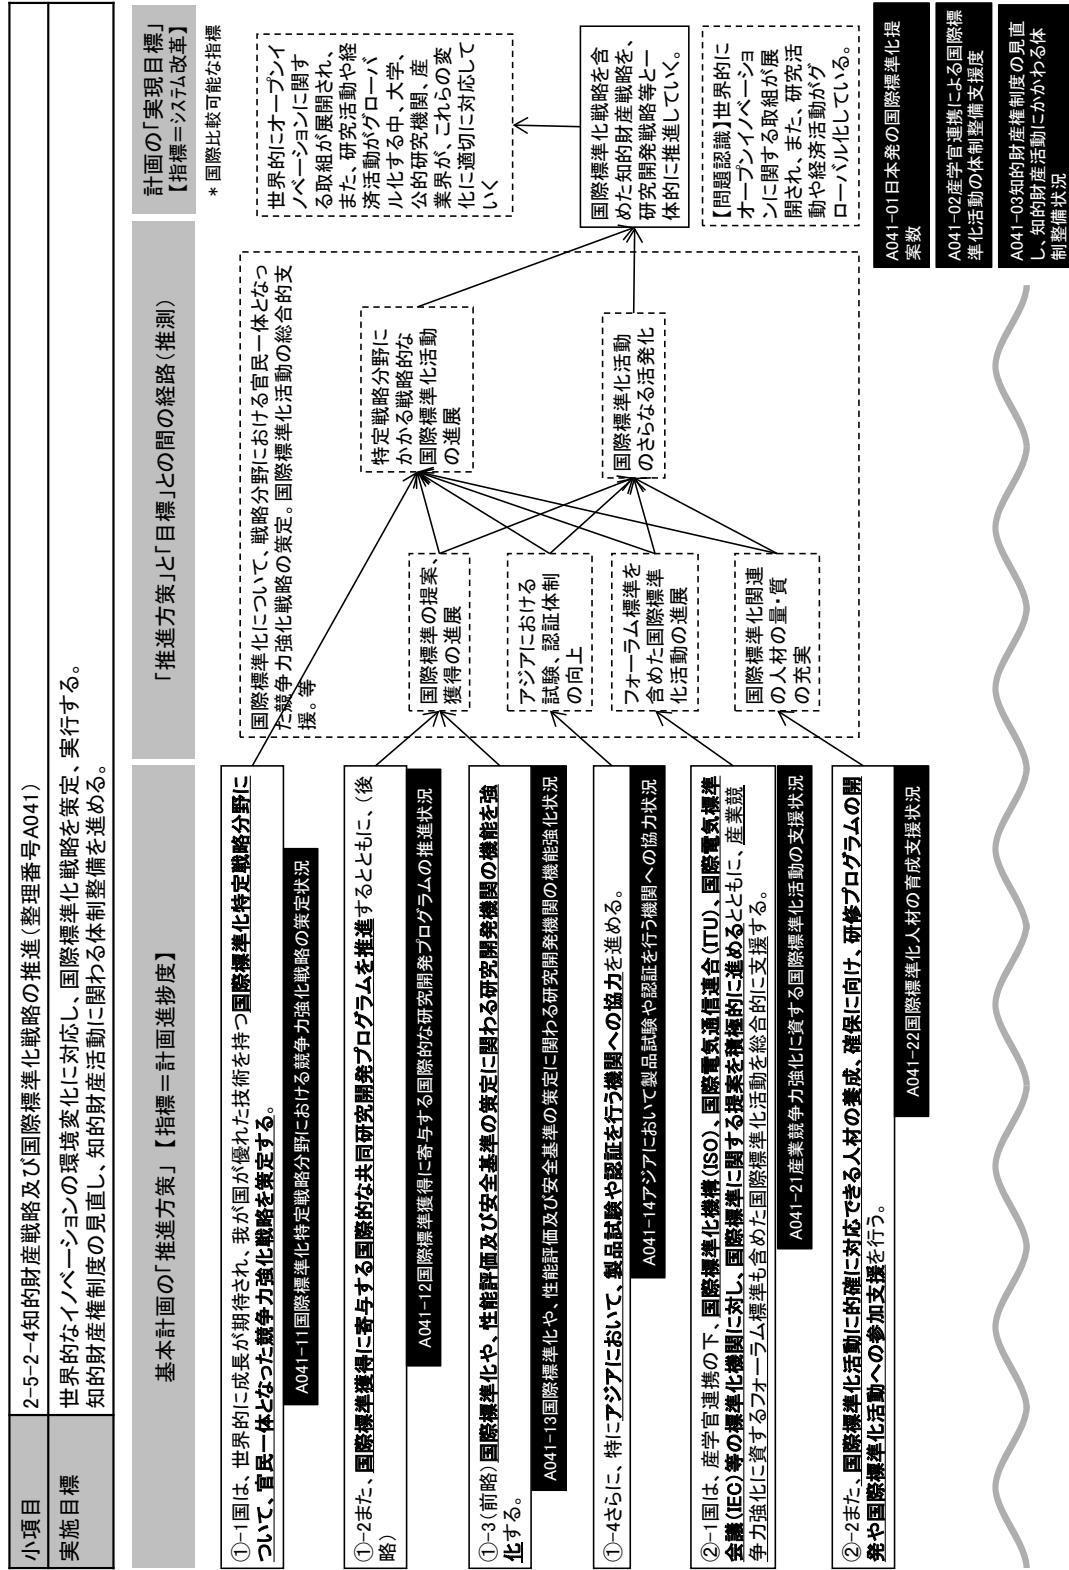 小項目
2-5-2-4知的財産戦略及び国際標準化戦略の推進(整理番号A041)
実施目標
世界的なイノベーションの環境変化に対応し、国際標準化戦略を策定、実行する。
知的財産権制度の見直し、知的財産活動に関わる体制整備を進める。
基本計画の「推進方策」【指標=計画進捗度】
①-1国は、世界的に成長が期待され、我が国が優れた技術を持つ国際標準化特定戦略分野に
ついて、官民一体となった競争力強化戦略を策定する。
A041-11国際標準化特定戦略分野における競争力強化戦略の策定状況
①-2また、国際標準獲得に寄与する国際的な共同研究開発プログラムを推進するとともに、(後
略)
A041-12国際標準獲得に寄与する国際的な研究開発プログラムの推進状況
①-3(前略)国際標準化や、性能評価及び安全基準の策定に関わる研究開発機関の機能を強
化する。
A041-13国際標準化や、性能評価及び安全基準の策定に関わる研究開発機関の機能強化状況
①-4さらに、特にアジアにおいて、製品試験や認証を行う機関への協力を進める。
A041-14アジアにおいて製品試験や認証を行う機関への協力状況
②-1国は、産学官連携の下、国際標準化機構(ISO)、国際電気通信連合(ITU)、国際電気標準
会議(IEC)等の標準化機関に対し、国際標準に関する提案を積極的に進めるとともに、産業競
争力強化に資するフォーラム標準も含めた国際標準化活動を総合的に支援する。
A041-21産業競争力強化に資する国際標準化活動の支援状況
②-2また、国際標準化活動に的確に対応できる人材の養成、確保に向け、研修プログラムの開
発や国際標準化活動への参加支援を行う。
A041-22国際標準化人材の育成支援状況
「推進方策」と「目標」との間の経路(推測)
国際標準化について、戦略分野における官民一体となっ
た競争力強化戦略の策定。国際標準化活動の総合的支
援。等
国際標準の提案、
獲得の進展
アジアにおける
試験、認証体制
の向上
フォーラム標準を
含めた国際標準
化活動の進展
国際標準化関連
の人材の量・質
の充実
特定戦略分野に
かかる戦略的な
国際標準化活動
の進展
国際標準化活動
のさらなる活発化
計画の「実現目標」
【指標=システム改革】
*国際比較可能な指標
世界的にオープンイ
ノベーションに関す
る取組が展開され、
また、研究活動や経
済活動がグローバ
ル化する中、大学、
公的研究機関、産
業界が、これらの変
化に適切に対応して
いく
国際標準化戦略を含
めた知的財産戦略を、
研究開発戦略等と一
体的に推進していく。
【問題認識】世界的に
オープンイノベーショ
ンに関する取組が展
開され、また、研究活
動や経済活動がグ
ローバル化している。
A041-01日本発の国際標準化提
案数
A041-02産学官連携による国際標
準化活動の体制整備支援度
A041-03知的財産権制度の見直
し、知的財産活動にかかわる体
制整備状況